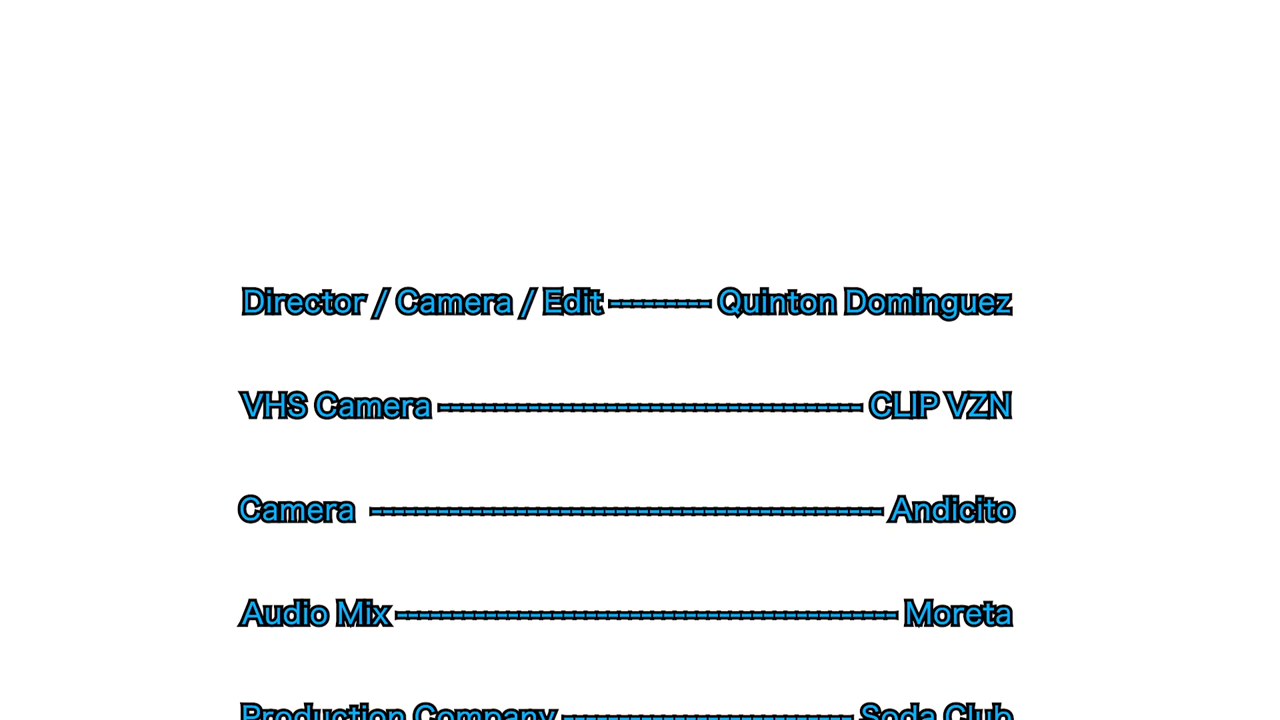 Director / Camera / Edit --------- Quinton Dominguez
VHS Camera -------------------------------------- CLIP VZN
Camera ---------------------------------------------- Andicito
Audio Mix --------------------------------------------- Moreta
Production Company -------------------------- Soda Club